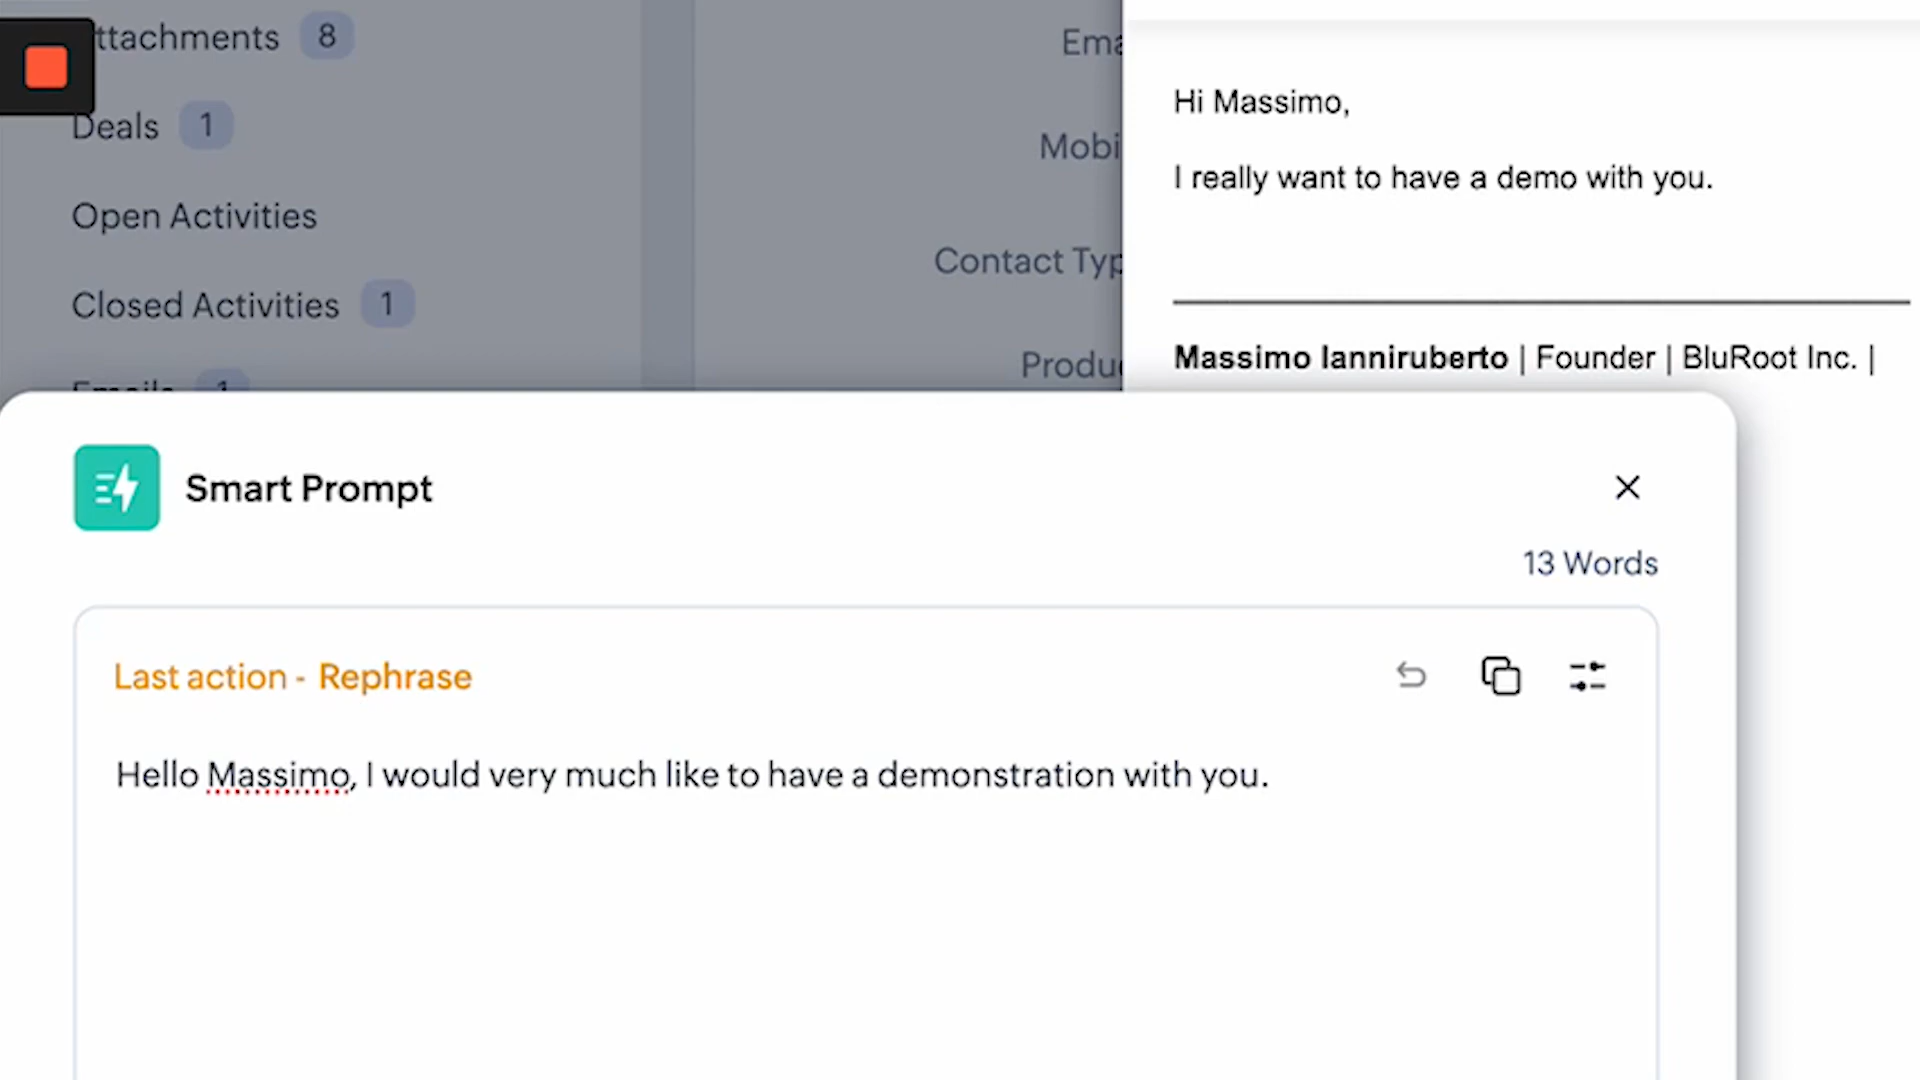 ttachments 8
Deals 1
Open Activities
Closed Activities 1
Emails 1
Ema
Mobi
Contact Typ
Produ
Hi Massimo,
I really want to have a demo with you.
Massimo Ianniruberto | Founder | BluRoot Inc. |
Smart Prompt
13 Words
Last action - Rephrase
Hello Massimo, I would very much like to have a demonstration with you.